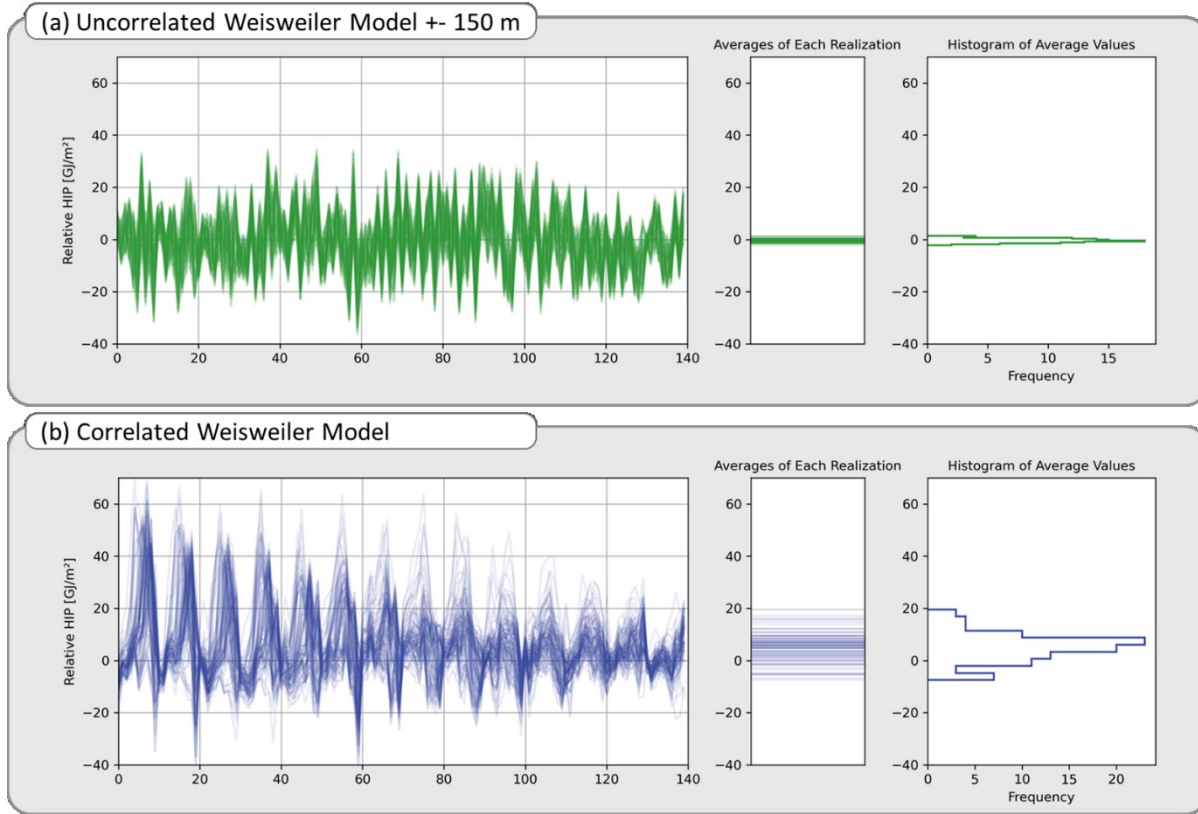 (a) Uncorrelated Weisweiler Model +- 150 m
Averages of Each Realization
Histogram of Average Values
Relative HIP [GJ/m²]
60
40
20
0
−20
−40
0 20 40 60 80 100 120 140
60
40
20
0
−20
−40
60
40
20
0
−20
−40
0 5 10 15
Frequency
(b) Correlated Weisweiler Model
Averages of Each Realization
Histogram of Average Values
Relative HIP [GJ/m²]
60
40
20
0
−20
−40
0 20 40 60 80 100 120 140
60
40
20
0
−20
−40
60
40
20
0
−20
−40
0 5 10 15 20
Frequency